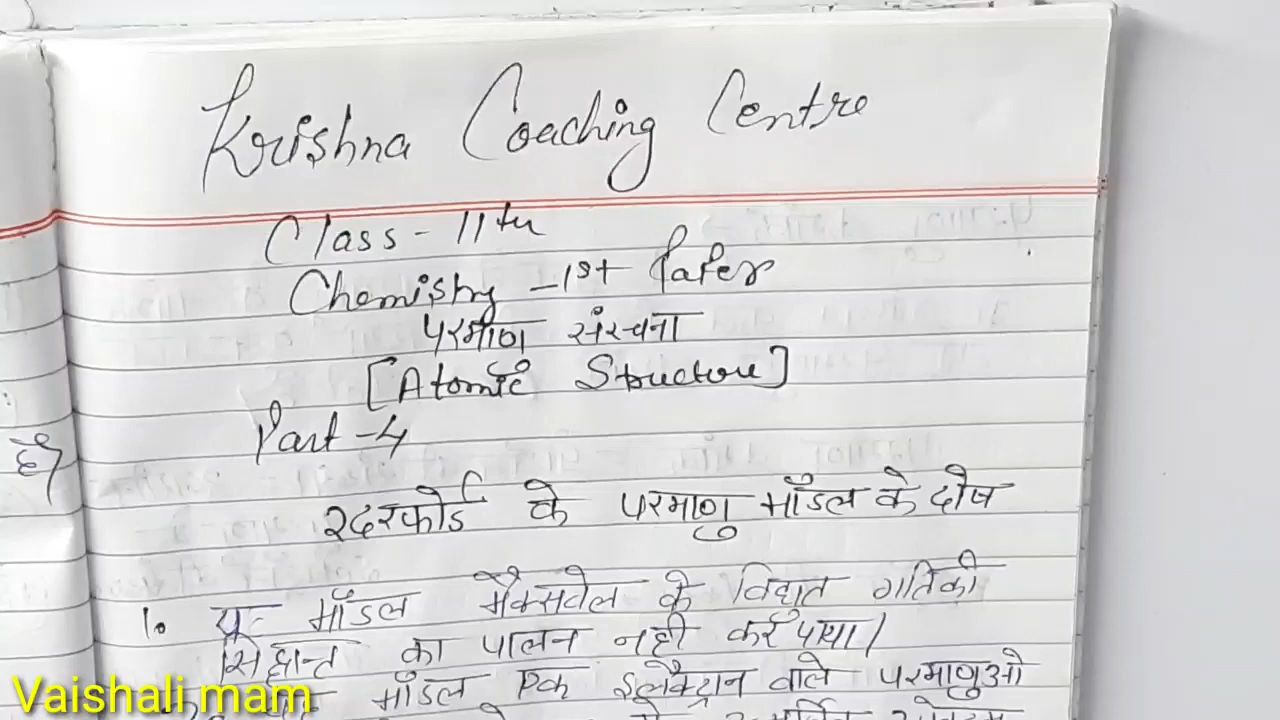 Krishna Coaching Centre
Class - 11th
Chemistry - 1st Paper
परमाणु संरचना
[Atomic Structure]
Part - 4
रदरफोर्ड के परमाणु मॉडल के दोष
1. यह मॉडल मैक्सवेल के विद्युत गतिकी
सिद्धान्त का पालन नही कर पाया।
मॉडल एक इलेक्ट्रान वाले परमाणुओ
है
Vaishali mam